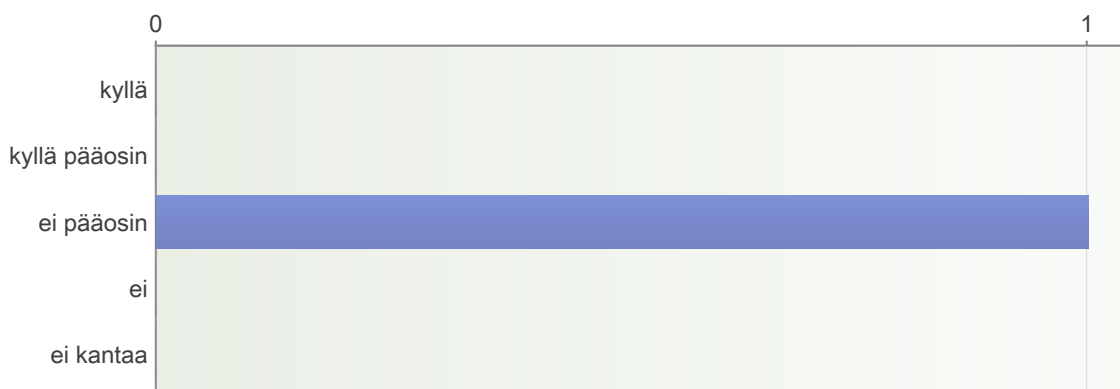 0 1
kyllä
kyllä pääosin
ei pääosin
ei
ei kantaa